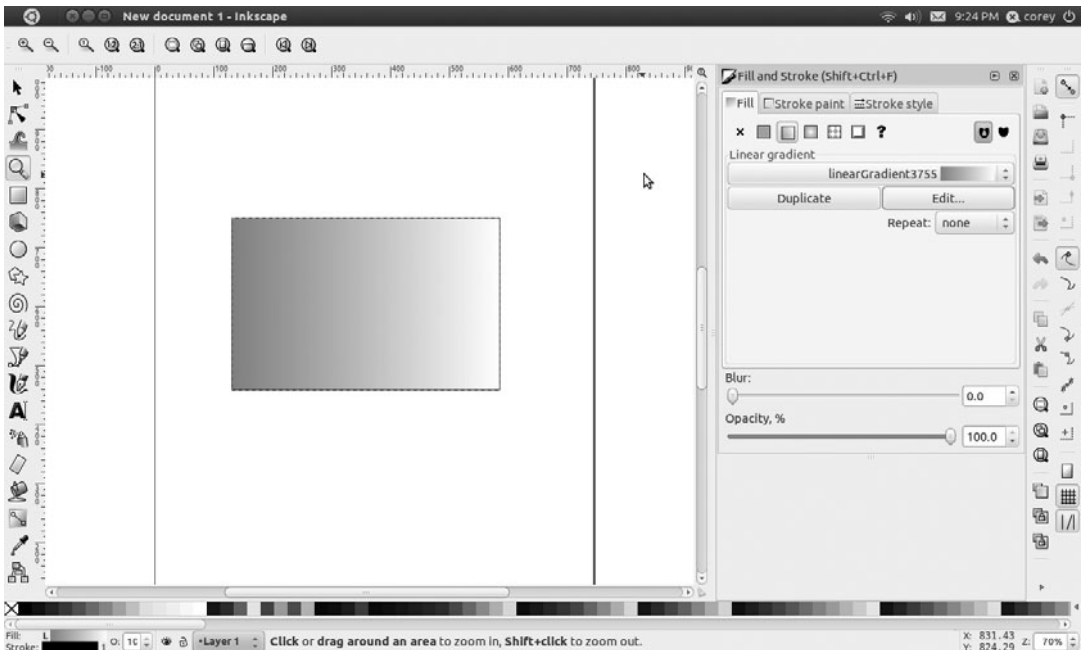 New document 1 - Inkscape
9:24 PM corey
Fill and Stroke (Shift+Ctrl+F)
Fill Stroke paint Stroke style
Linear gradient
linearGradient3755
Duplicate Edit...
Repeat: none
Blur:
0.0
Opacity, %
100.0
Fill: L
Stroke: 1 O: Layer 1 Click or drag around an area to zoom in, Shift+click to zoom out. X: 831.43 Z: 70%
Y: 824.29